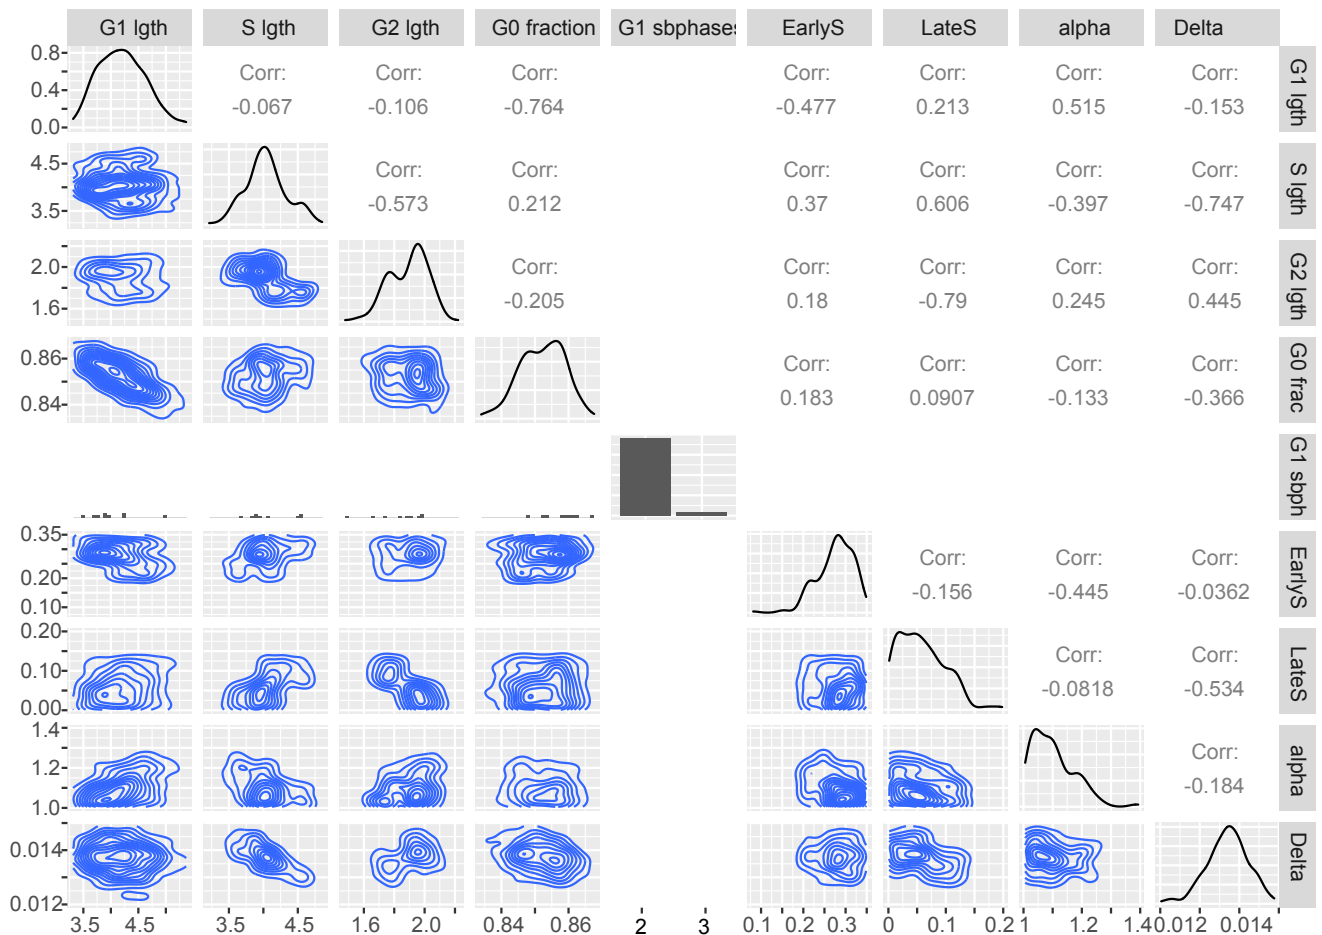 G1 lgth S lgth G2 lgth G0 fraction G1 sbphases EarlyS LateS alpha Delta
0.8
0.4
0.0
Corr: Corr: Corr: Corr: Corr: Corr: Corr:
-0.067 -0.106 -0.764 -0.477 0.213 0.515 -0.153
G1 lgth
4.5
3.5
Corr: Corr: Corr: Corr: Corr: Corr:
-0.573 0.212 0.37 0.606 -0.397 -0.747
S lgth
2.0
1.6
Corr: Corr: Corr: Corr: Corr:
-0.205 0.18 -0.79 0.245 0.445
G2 lgth
0.86
0.84
Corr: Corr: Corr: Corr:
0.183 0.0907 -0.133 -0.366
G0 frac
G1 sbph
0.35
0.20
0.10
Corr: Corr: Corr:
-0.156 -0.445 -0.0362
EarlyS
0.20
0.10
0.00
Corr: Corr:
-0.0818 -0.534
LateS
1.4
1.2
1.0
Corr:
-0.184
alpha
0.014
0.012
Delta
3.5 4.5 3.5 4.5 1.6 2.0 0.84 0.86 2 3 0.1 0.2 0.3 0 0.1 0.2 1 1.2 1.4 0.012 0.014